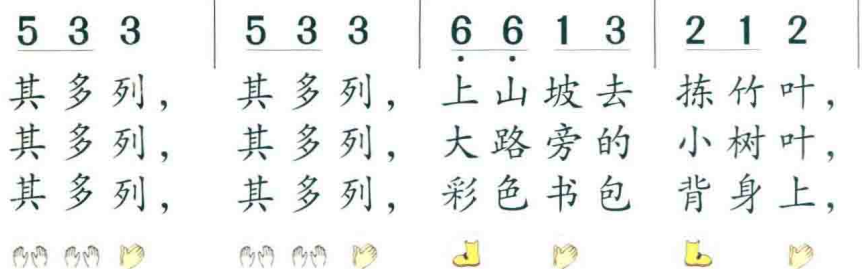 5 3 3 | 5 3 3 | 6 6 1 3 | 2 1 2
其多列， 其多列， 上山坡去 拣竹叶，
其多列， 其多列， 大路旁的 小树叶，
其多列， 其多列， 彩色书包 背身上，